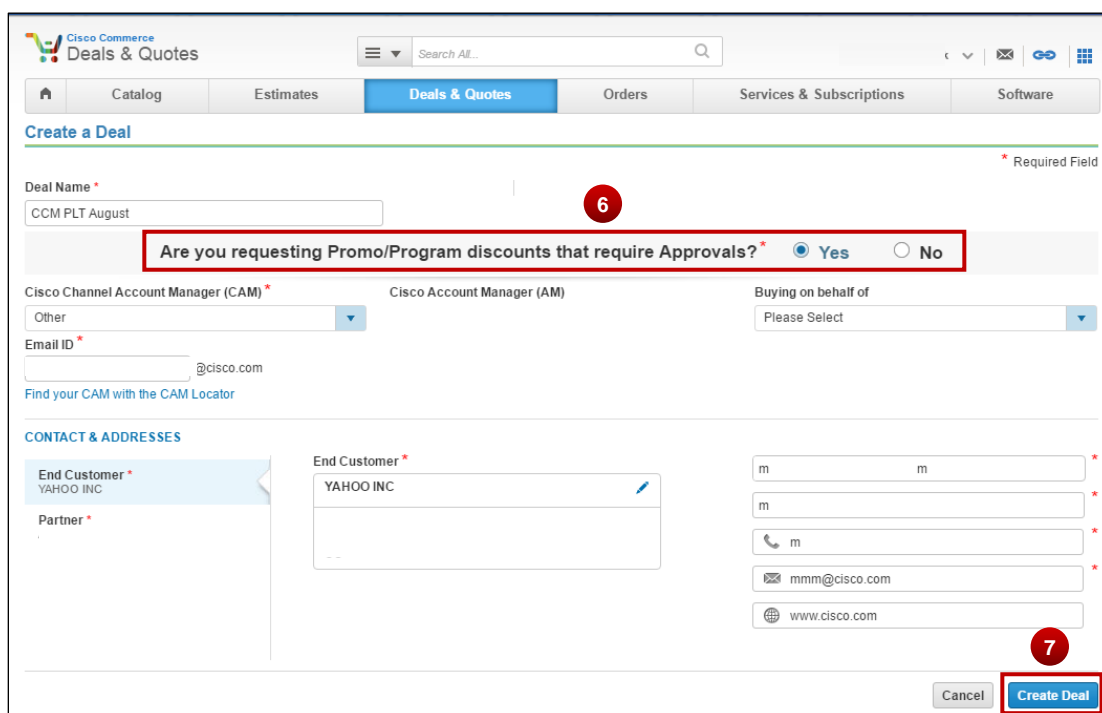 Cisco Commerce
Deals & Quotes
Search All...
Catalog Estimates Deals & Quotes Orders Services & Subscriptions Software
Create a Deal
* Required Field
Deal Name *
6
CCM PLT August
Are you requesting Promo/Program discounts that require Approvals? * Yes No
Cisco Channel Account Manager (CAM) * Cisco Account Manager (AM) Buying on behalf of
Other Please Select
Email ID *
@cisco.com
Find your CAM with the CAM Locator
CONTACT & ADDRESSES
End Customer * 
YAHOO INC
Partner *
End Customer *
YAHOO INC
m m *
m *
m *
mmm@cisco.com *
www.cisco.com
7
Cancel Create Deal